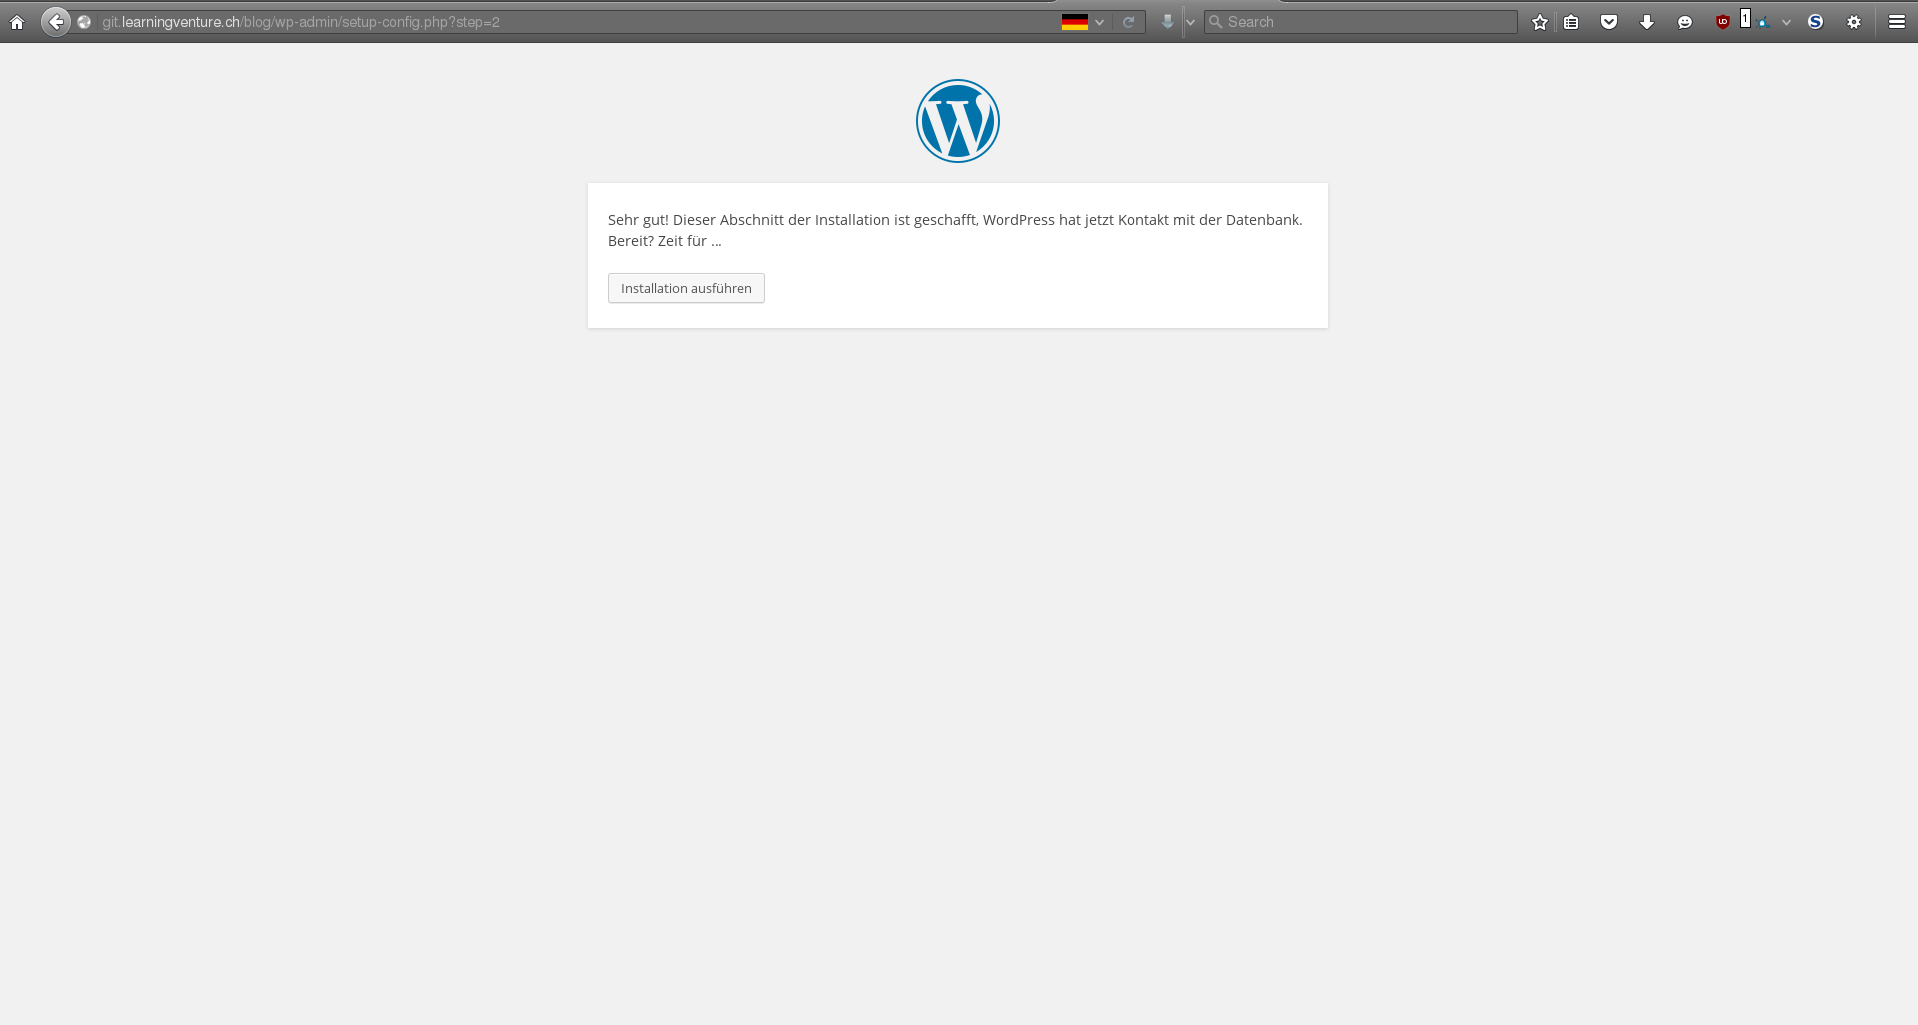 git.learningventure.ch/blog/wp-admin/setup-config.php?step=2
Search
1
Sehr gut! Dieser Abschnitt der Installation ist geschafft, WordPress hat jetzt Kontakt mit der Datenbank.
Bereit? Zeit für …
Installation ausführen